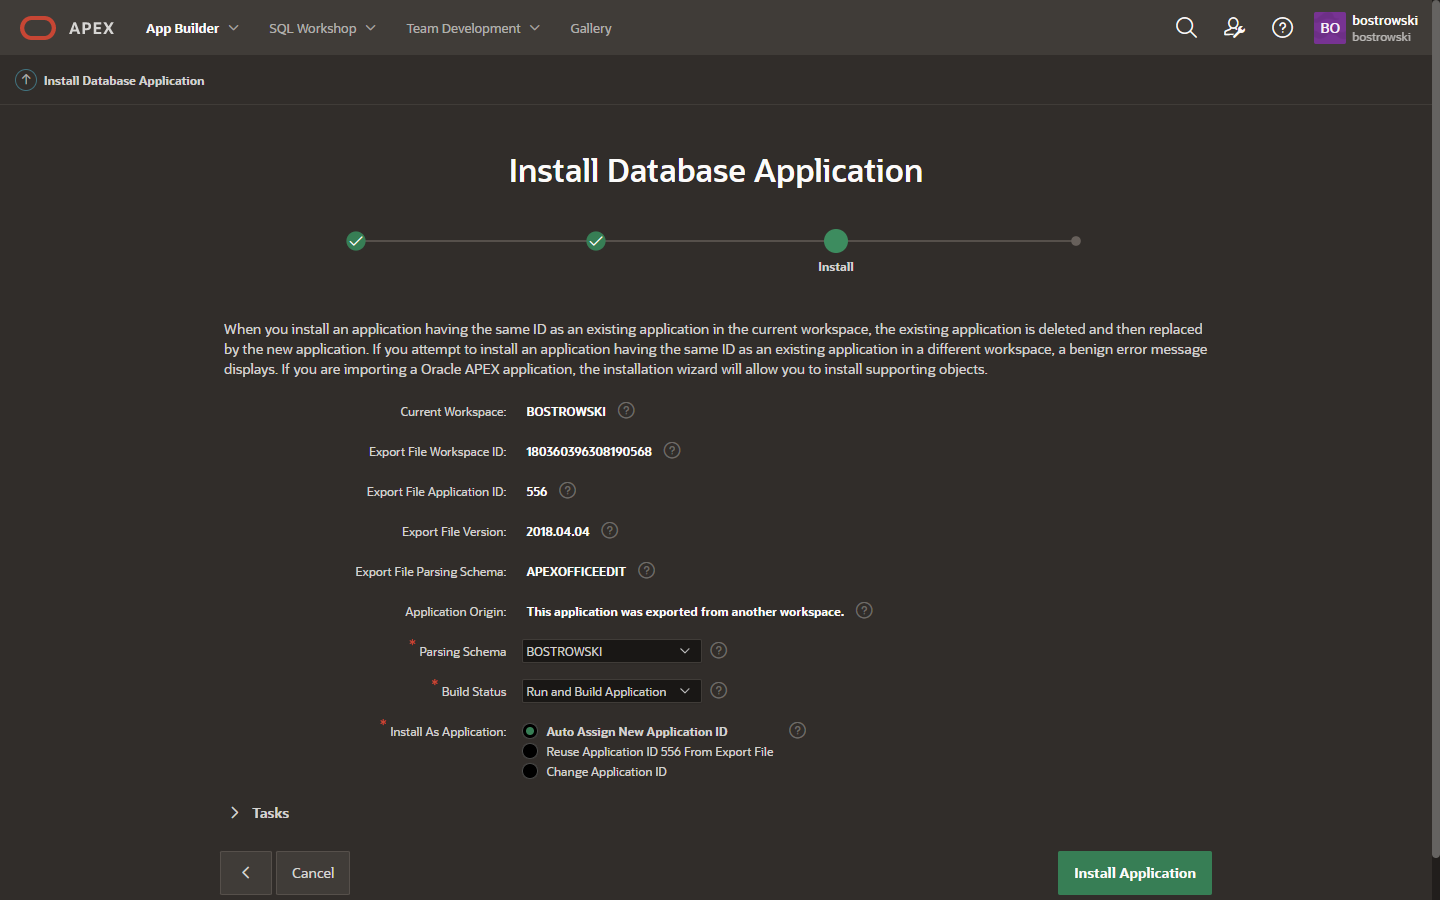 APEX App Builder SQL Workshop Team Development Gallery BO bostrowski
bostrowski
Install Database Application
Install Database Application
Install
When you install an application having the same ID as an existing application in the current workspace, the existing application is deleted and then replaced
by the new application. If you attempt to install an application having the same ID as an existing application in a different workspace, a benign error message
displays. If you are importing a Oracle APEX application, the installation wizard will allow you to install supporting objects.
Current Workspace: BOSTROWSKI ?
Export File Workspace ID: 180360396308190568 ?
Export File Application ID: 556 ?
Export File Version: 2018.04.04 ?
Export File Parsing Schema: APEXOFFICEEDIT ?
Application Origin: This application was exported from another workspace. ?
* Parsing Schema BOSTROWSKI ?
* Build Status Run and Build Application ?
* Install As Application: Auto Assign New Application ID ?
Reuse Application ID 556 From Export File
Change Application ID
Tasks
Cancel Install Application